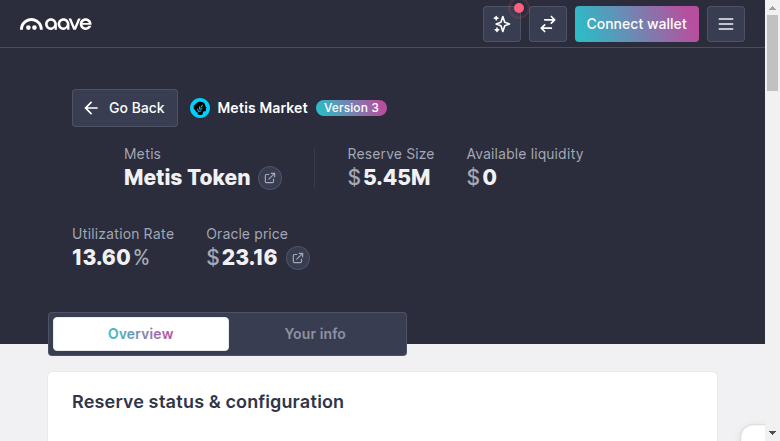 aave
Connect wallet
Go Back
Metis Market
Version 3
Metis
Metis Token
Reserve Size
$5.45M
Available liquidity
$0
Utilization Rate
13.60%
Oracle price
$23.16
Overview
Your info
Reserve status & configuration